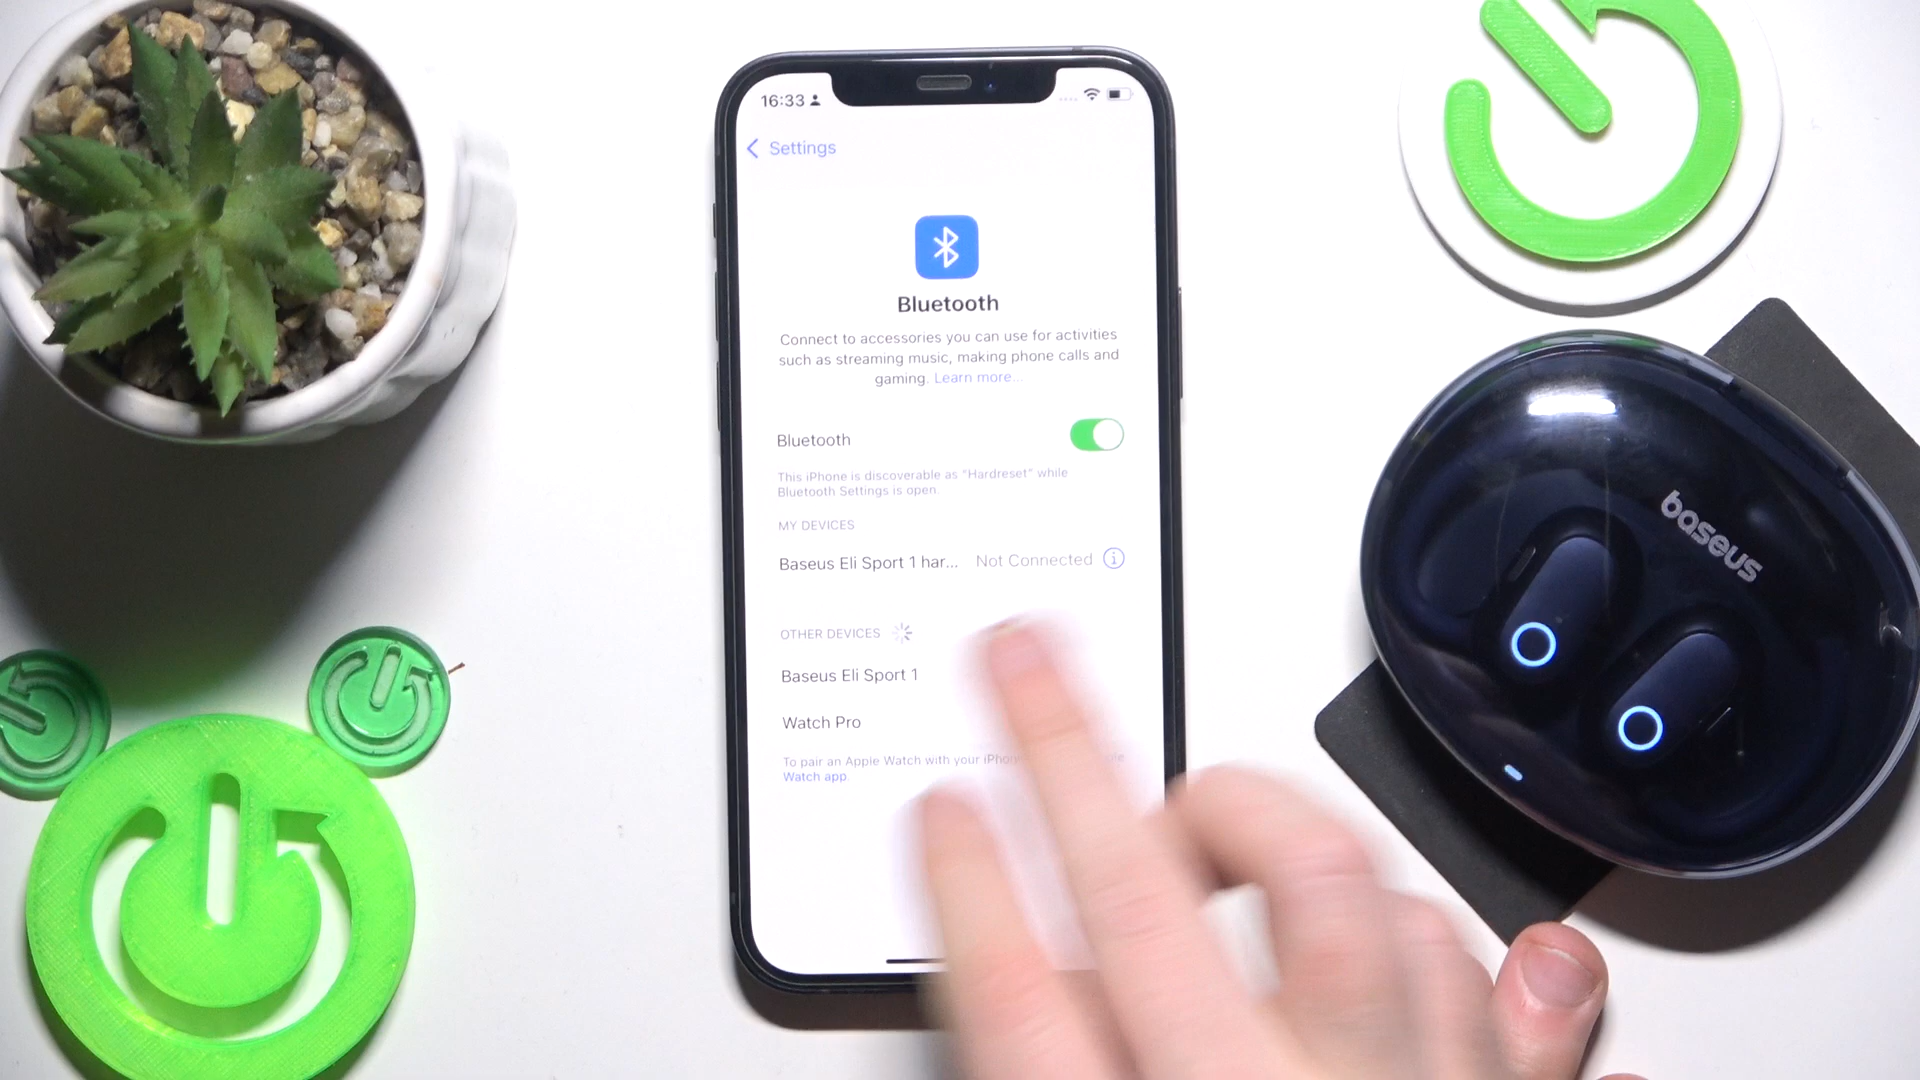 16:33
Settings
Bluetooth
Connect to accessories you can use for activities
such as streaming music, making phone calls and
gaming. Learn more...
Bluetooth
This iPhone is discoverable as “Hardreset” while
Bluetooth Settings is open.
MY DEVICES
Baseus Eli Sport 1 har... Not Connected
OTHER DEVICES
Baseus Eli Sport 1
Watch Pro
To pair an Apple Watch with your
Watch app.
baseus